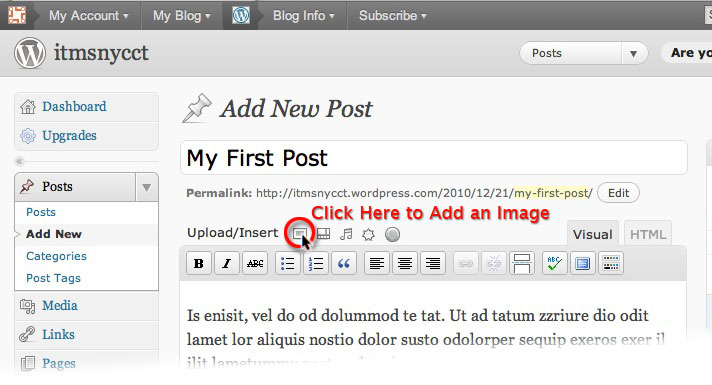 My Account My Blog Blog Info Subscribe
itmsnycct Posts Are yo
Dashboard
Upgrades
Posts
Posts
Add New
Categories
Post Tags
Media
Links
Pages
Add New Post
My First Post
Permalink: http://itmsnycct.wordpress.com/2010/12/21/my-first-post/ Edit
Click Here to Add an Image
Upload/Insert Visual HTML
B I ABC ABC
Is enisit, vel do od dolummod te tat. Ut ad tatum zzriure dio odit
lamet lor aliquis nostio dolor susto odolorper sequip exeros exer il
ilit lametummy